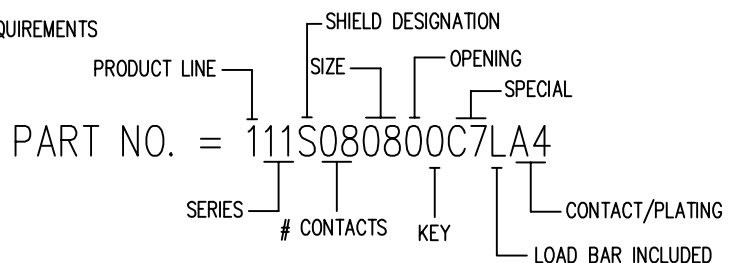 QUIREMENTS
SHIELD DESIGNATION
PRODUCT LINE
SIZE
OPENING
SPECIAL
PART NO. = 111S080800C7LA4
SERIES
# CONTACTS
KEY
CONTACT/PLATING
LOAD BAR INCLUDED